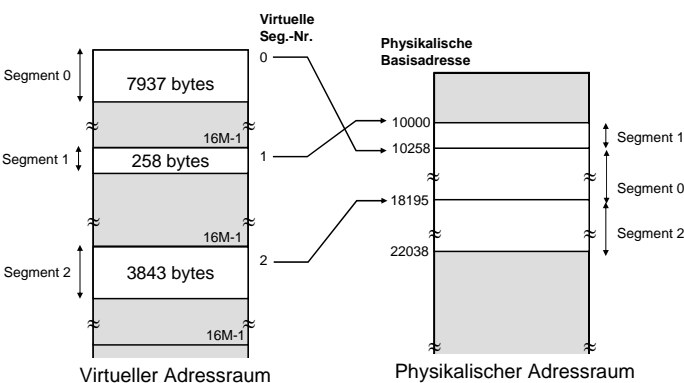 Virtuelle
Seg.-Nr.
0
Segment 0
7937 bytes
16M-1
Segment 1
258 bytes
1
16M-1
Segment 2
3843 bytes
2
16M-1
Virtueller Adressraum
Physikalische
Basisadresse
10000
Segment 1
10258
Segment 0
18195
Segment 2
22038
Physikalischer Adressraum